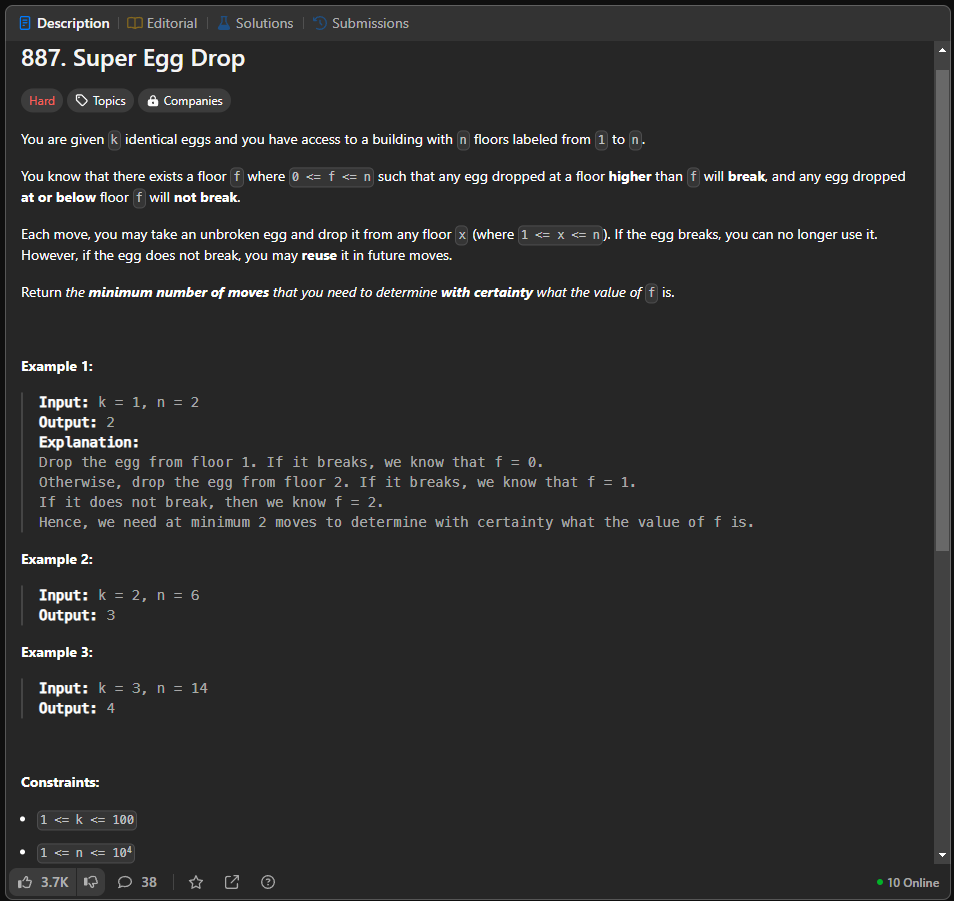 Description | Editorial | Solutions | Submissions
887. Super Egg Drop
Hard Topics Companies
You are given k identical eggs and you have access to a building with n floors labeled from 1 to n.
You know that there exists a floor f where 0 <= f <= n such that any egg dropped at a floor higher than f will break, and any egg dropped
at or below floor f will not break.
Each move, you may take an unbroken egg and drop it from any floor x (where 1 <= x <= n). If the egg breaks, you can no longer use it.
However, if the egg does not break, you may reuse it in future moves.
Return the minimum number of moves that you need to determine with certainty what the value of f is.
Example 1:
Input: k = 1, n = 2
Output: 2
Explanation:
Drop the egg from floor 1. If it breaks, we know that f = 0.
Otherwise, drop the egg from floor 2. If it breaks, we know that f = 1.
If it does not break, then we know f = 2.
Hence, we need at minimum 2 moves to determine with certainty what the value of f is.
Example 2:
Input: k = 2, n = 6
Output: 3
Example 3:
Input: k = 3, n = 14
Output: 4
Constraints:
• 1 <= k <= 100
• 1 <= n <= 10⁴
3.7K 38 10 Online